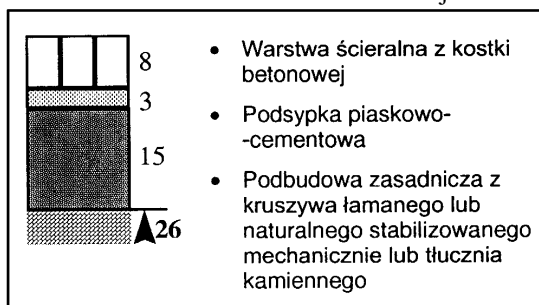 8
3
15
26
• Warstwa ścieralna z kostki
betonowej
• Podsypka piaskowo-
-cementowa
• Podbudowa zasadnicza z
kruszywa łamanego lub
naturalnego stabilizowanego
mechanicznie lub tłucznia
kamiennego